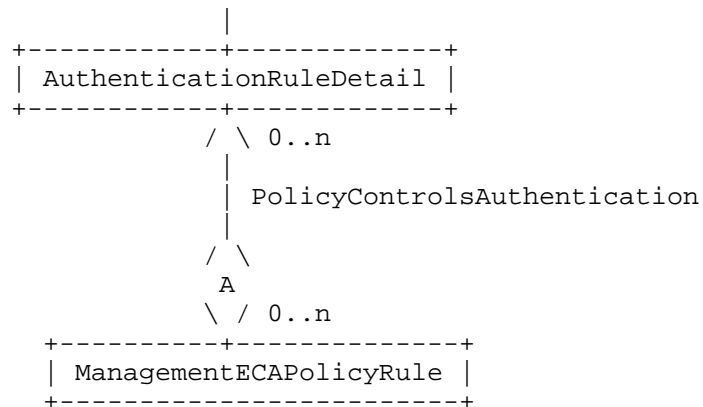 |
+------------+-------------+
| AuthenticationRuleDetail |
+------------+-------------+
/ \ 0..n
|
| PolicyControlsAuthentication
|
/ \
A
\ / 0..n
+----------+--------------+
| ManagementECAPolicyRule |
+-------------------------+